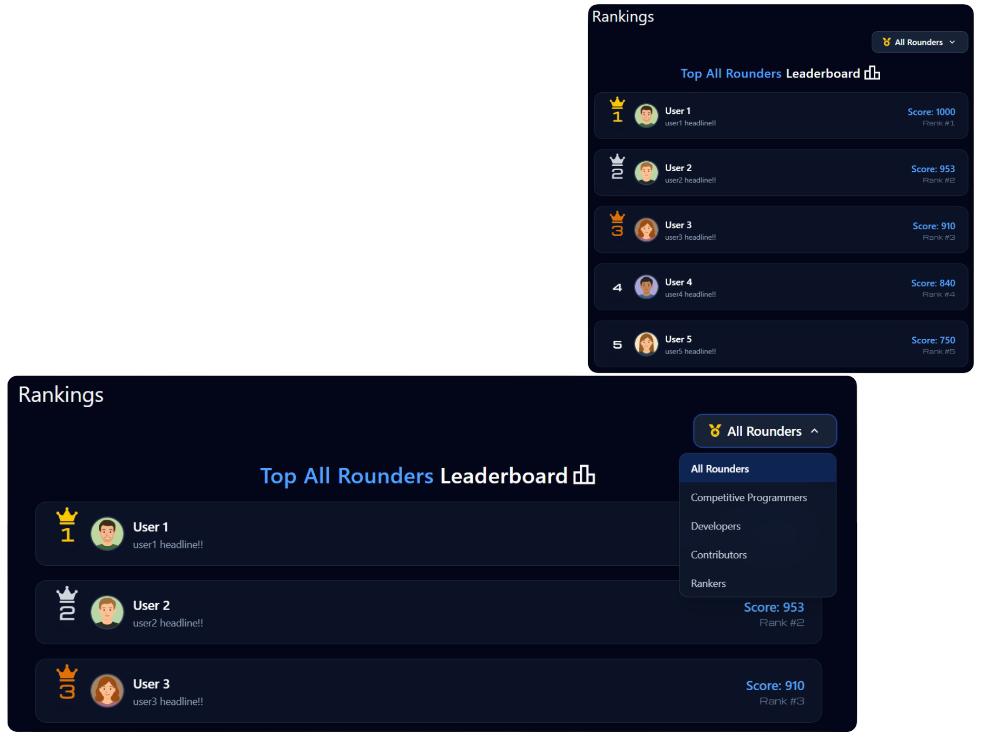 Rankings
All Rounders
Top All Rounders Leaderboard
1
User 1
user1 headline!!
Score: 1000
Rank #1
2
User 2
user2 headline!!
Score: 953
Rank #2
3
User 3
user3 headline!!
Score: 910
Rank #3
4
User 4
user4 headline!!
Score: 840
Rank #4
5
User 5
user5 headline!!
Score: 750
Rank #5
Rankings
All Rounders
All Rounders
Competitive Programmers
Developers
Contributors
Rankers
Top All Rounders Leaderboard
1
User 1
user1 headline!!
2
User 2
user2 headline!!
Score: 953
Rank #2
3
User 3
user3 headline!!
Score: 910
Rank #3